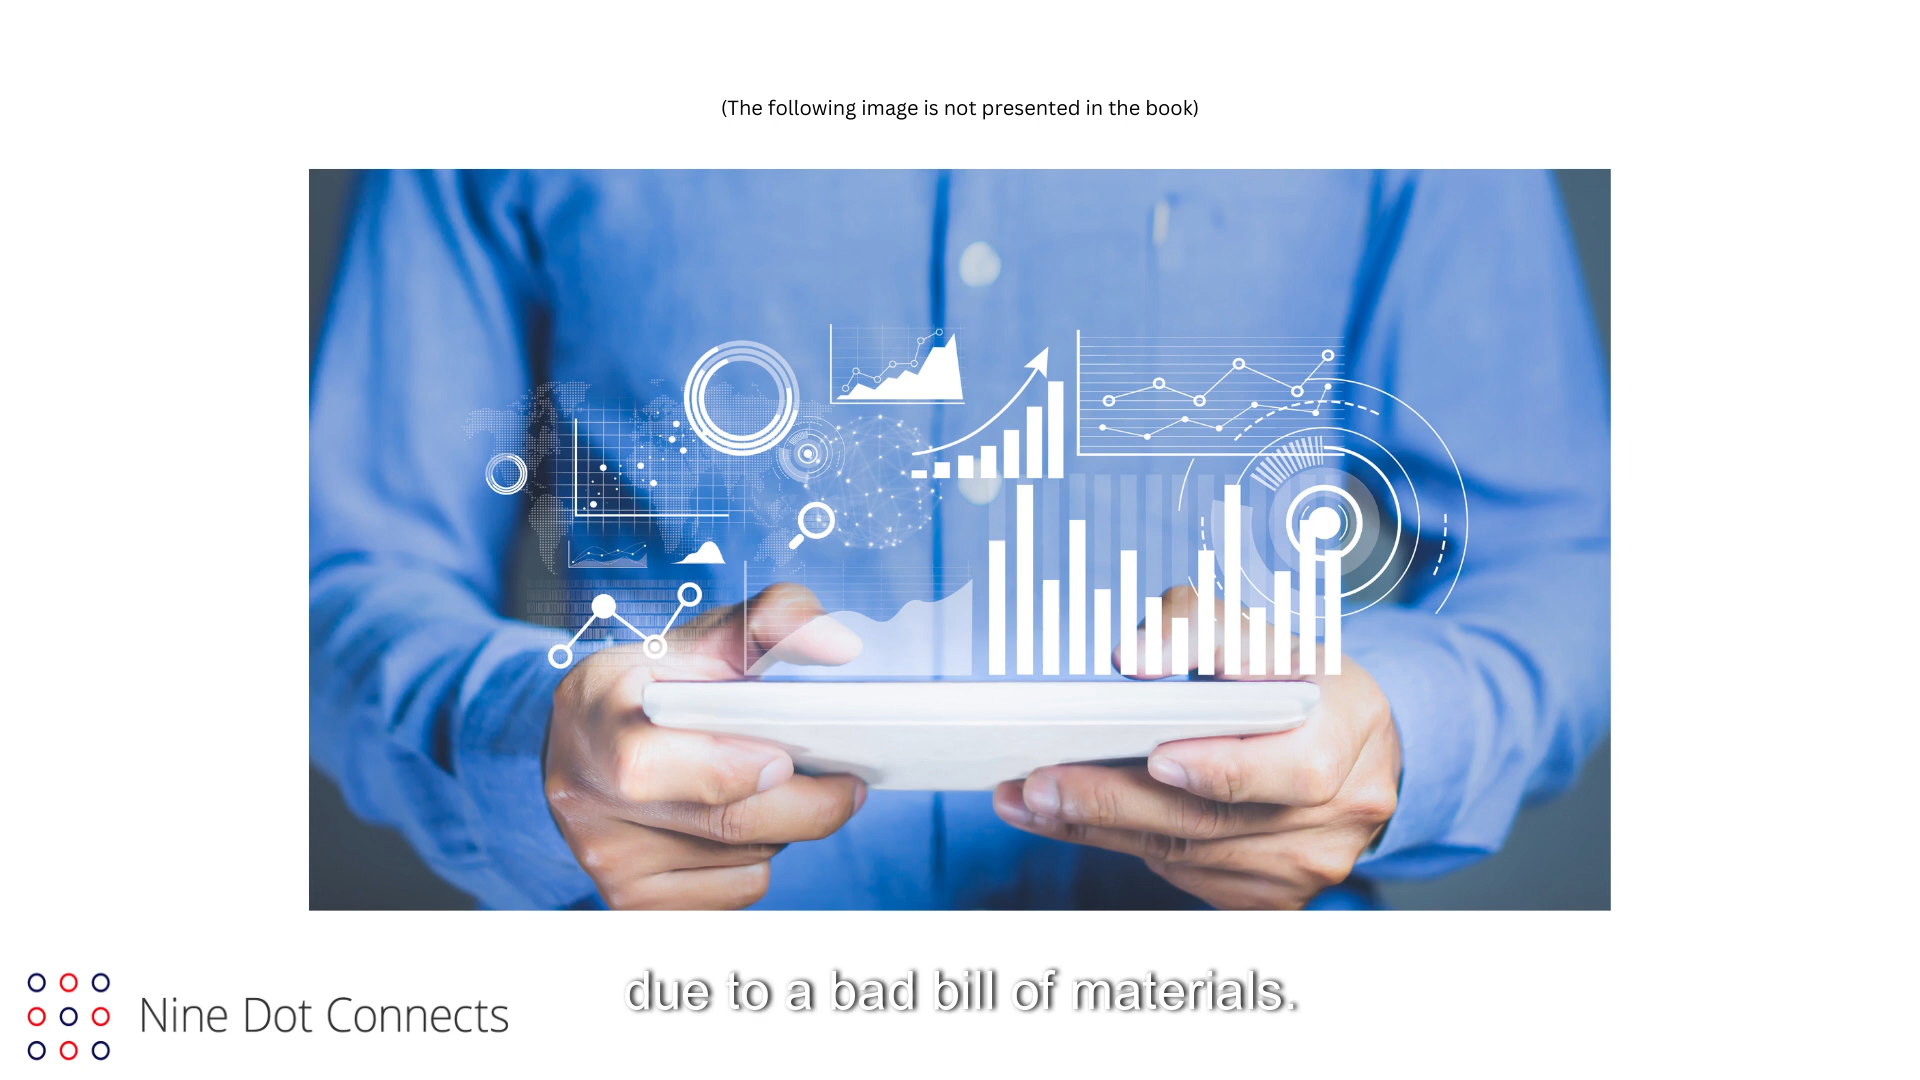 (The following image is not presented in the book)
due to a bad bill of materials.
Nine Dot Connects